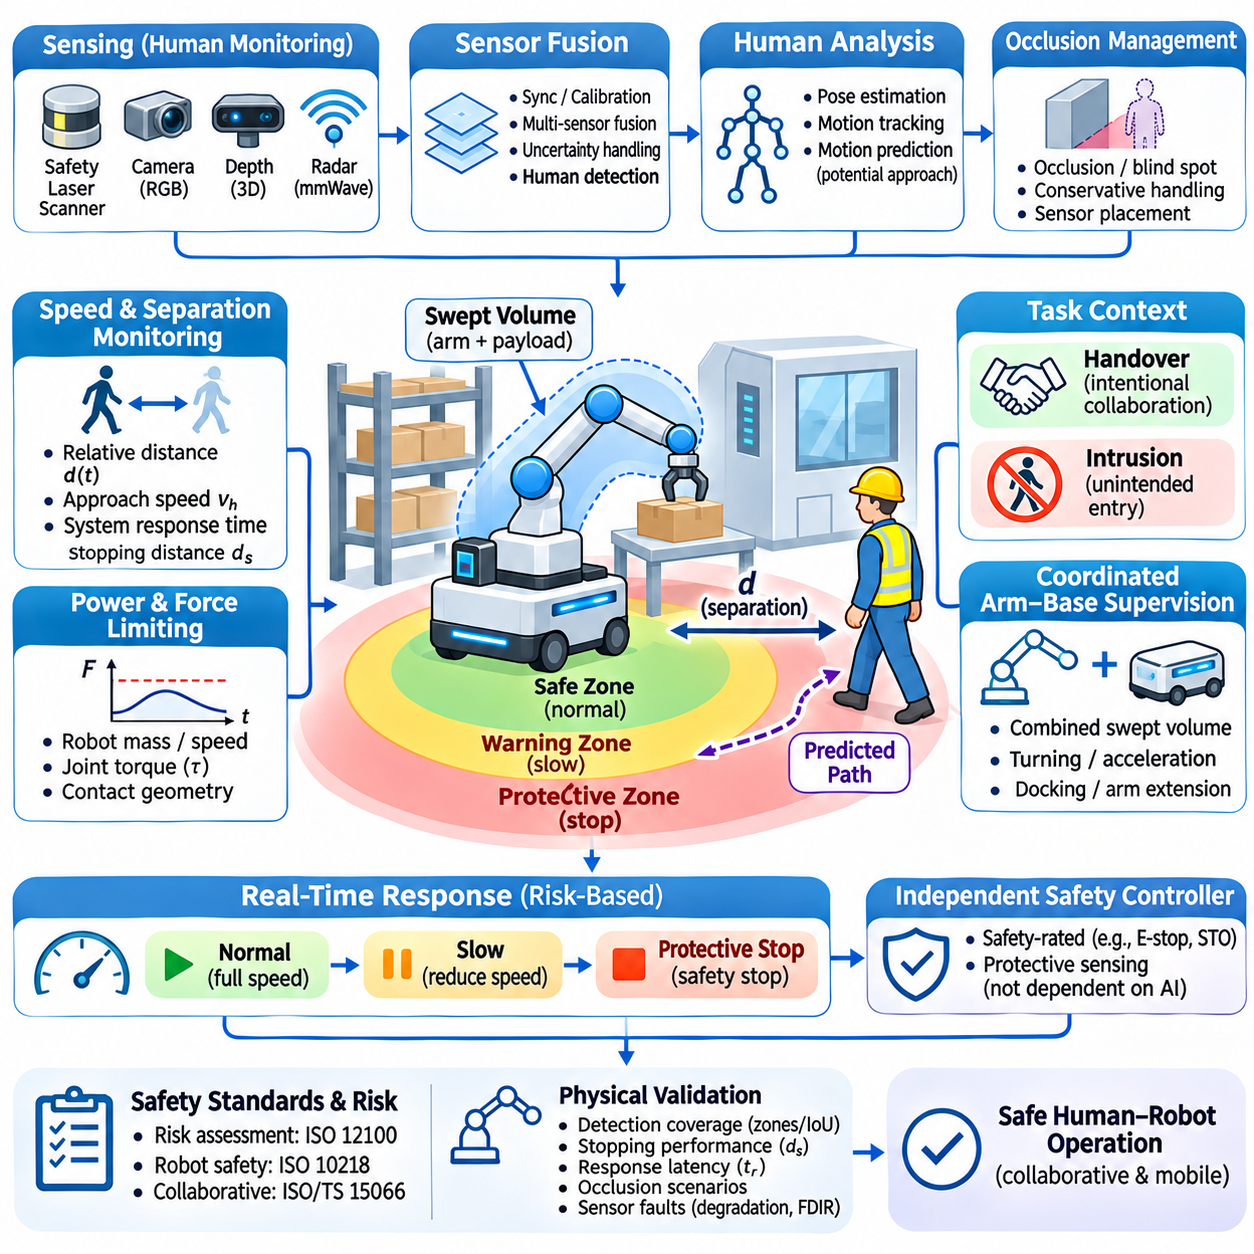 Sensing (Human Monitoring)
Safety
Laser
Scanner
Camera
(RGB)
Depth
(3D)
Radar
(mmWave)
Sensor Fusion
• Sync / Calibration
• Multi-sensor fusion
• Uncertainty handling
• Human detection
Human Analysis
• Pose estimation
• Motion tracking
• Motion prediction
(potential approach)
Occlusion Management
• Occlusion / blind spot
• Conservative handling
• Sensor placement
Speed & Separation
Monitoring
• Relative distance
d(t)
• Approach speed vₕ
• System response time
stopping distance dₛ
Power & Force
Limiting
F
t
• Robot mass / speed
• Joint torque (τ)
• Contact geometry
Swept Volume
(arm + payload)
d
(separation)
Safe Zone
(normal)
Warning Zone
(slow)
Protective Zone
(stop)
Predicted
Path
Task Context
Handover
(intentional
collaboration)
Intrusion
(unintended
entry)
Coordinated
Arm–Base Supervision
+
• Combined swept volume
• Turning / acceleration
• Docking / arm extension
Real-Time Response (Risk-Based)
Normal
(full speed)
Slow
(reduce speed)
Protective Stop
(safety stop)
Independent Safety Controller
• Safety-rated (e.g., E-stop, STO)
• Protective sensing
(not dependent on AI)
Safety Standards & Risk
• Risk assessment: ISO 12100
• Robot safety: ISO 10218
• Collaborative: ISO/TS 15066
Physical Validation
• Detection coverage (zones/IoU)
• Stopping performance (dₛ)
• Response latency (tᵣ)
• Occlusion scenarios
• Sensor faults (degradation, FDIR)
Safe Human–Robot
Operation
(collaborative & mobile)